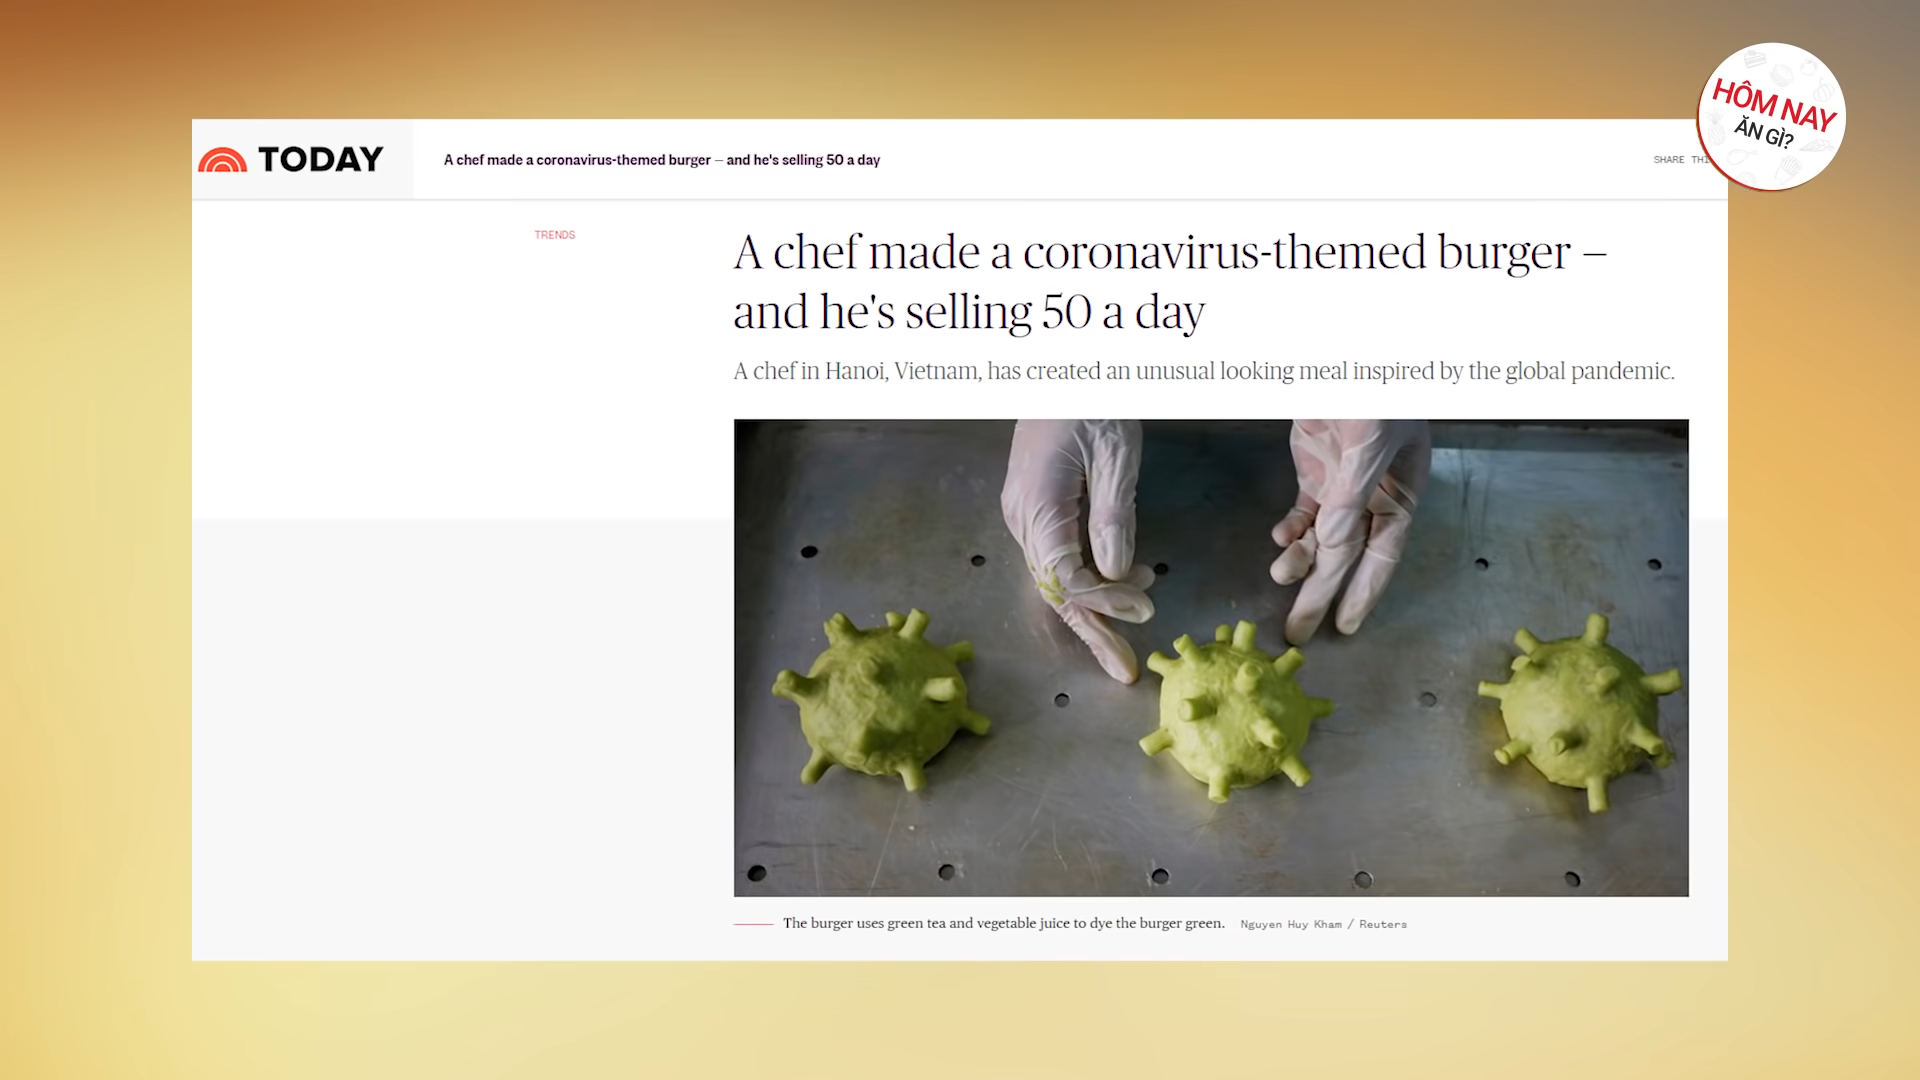 HÔM NAY
ĂN GÌ?
TODAY
A chef made a coronavirus-themed burger – and he's selling 50 a day
SHARE
TRENDS
A chef made a coronavirus-themed burger –
and he's selling 50 a day
A chef in Hanoi, Vietnam, has created an unusual looking meal inspired by the global pandemic.
The burger uses green tea and vegetable juice to dye the burger green. Nguyen Huy Kham / Reuters